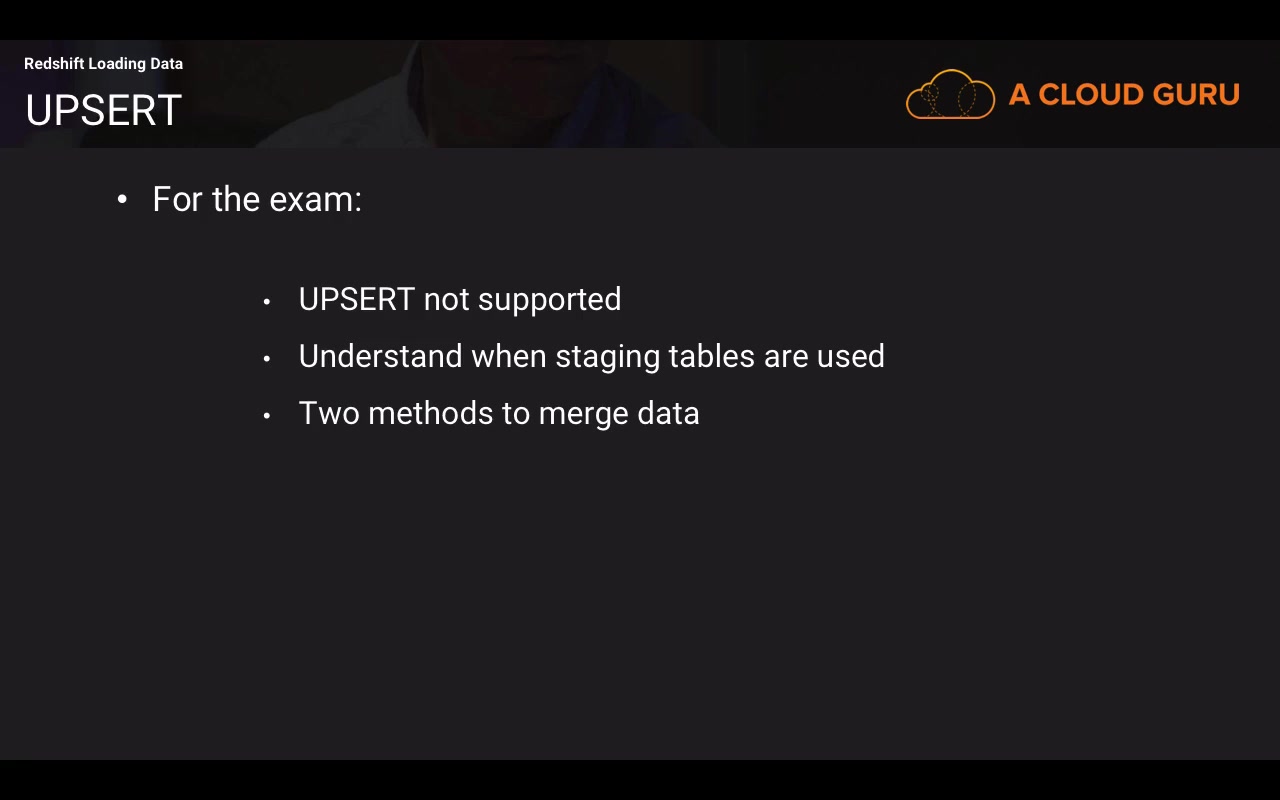 Redshift Loading Data
UPSERT
A CLOUD GURU
• For the exam:
• UPSERT not supported
• Understand when staging tables are used
• Two methods to merge data